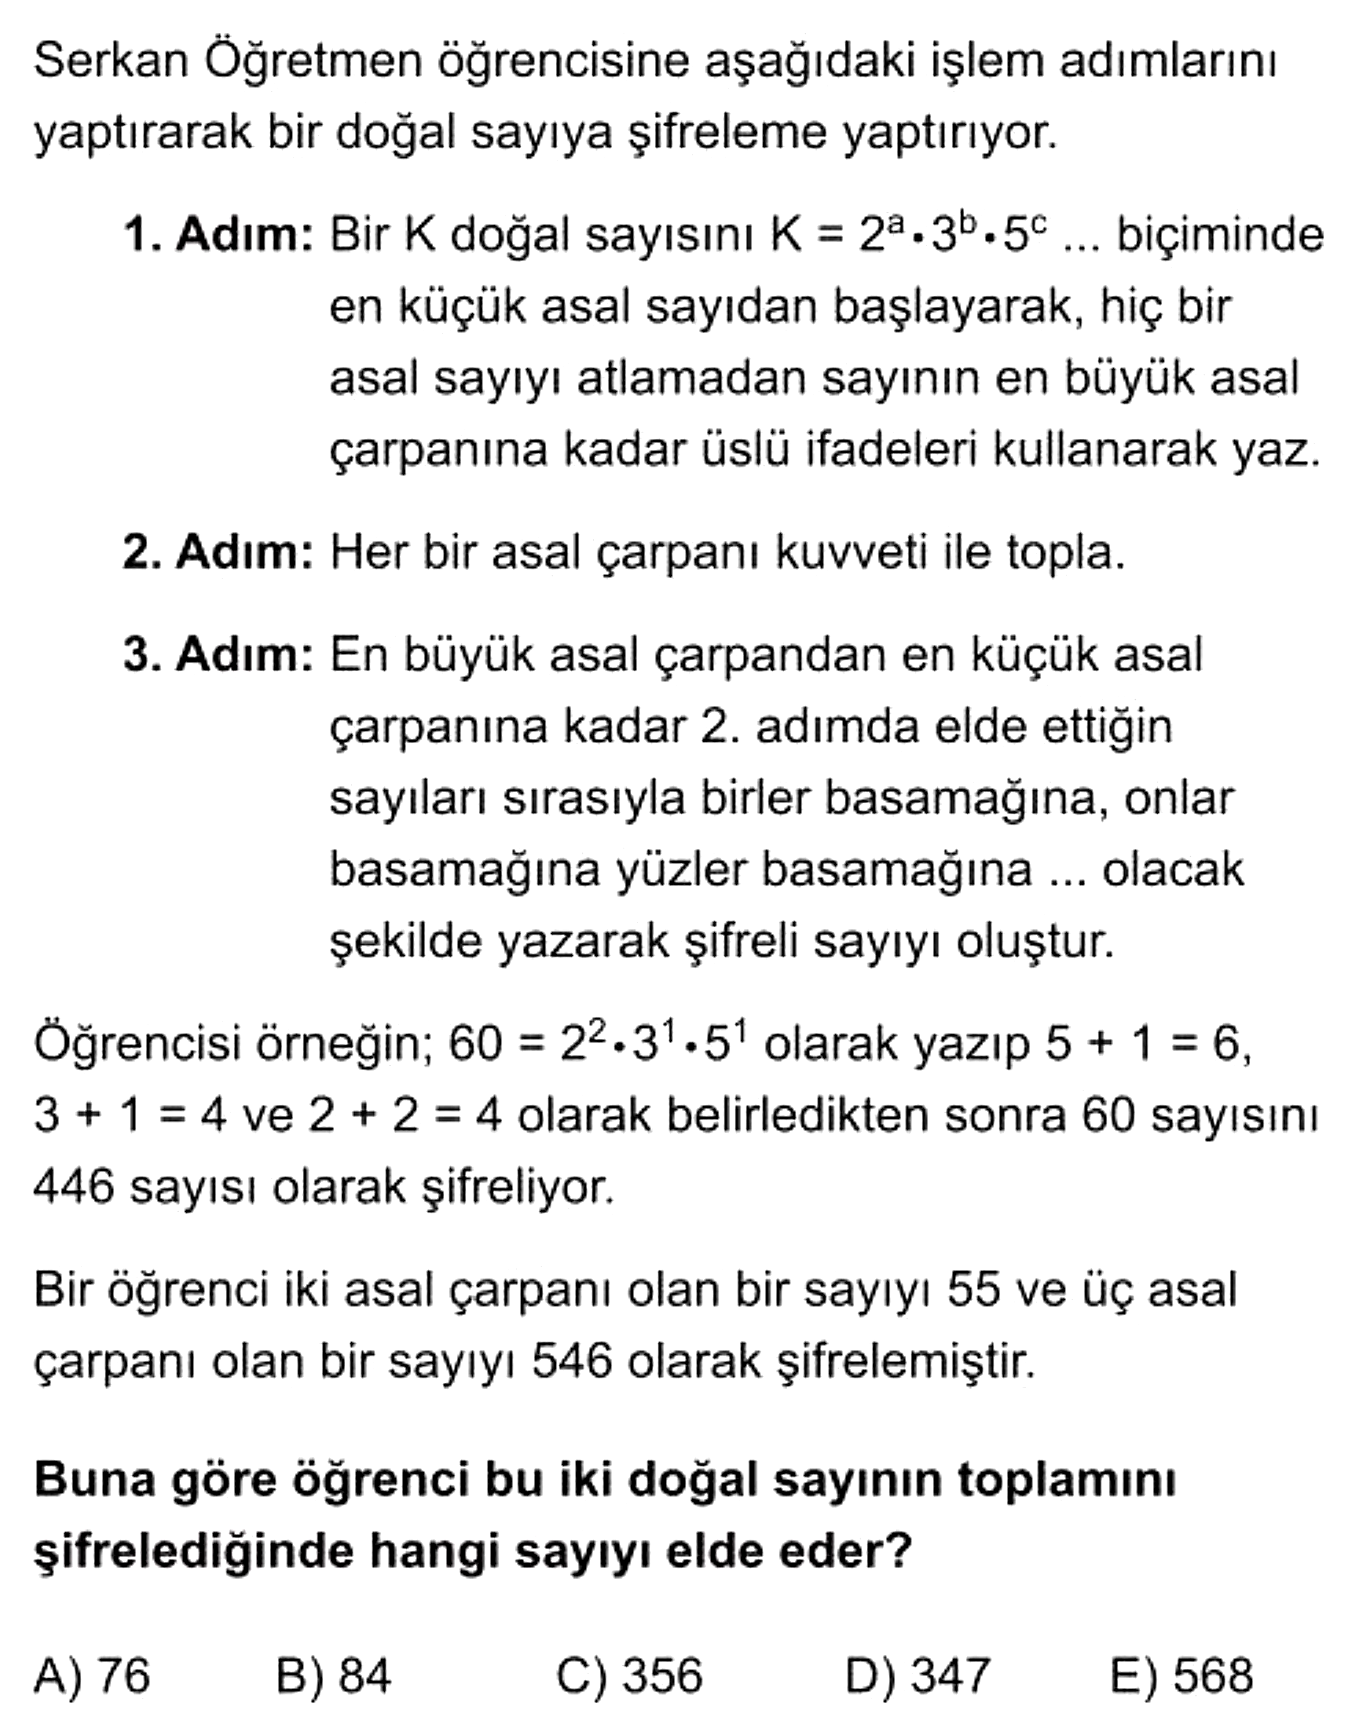 Serkan Öğretmen öğrencisine aşağıdaki işlem adımlarını
yaptırarak bir doğal sayıya şifreleme yaptırıyor.
1. Adım: Bir K doğal sayısını K = 2ᵃ·3ᵇ·5ᶜ ... biçiminde
en küçük asal sayıdan başlayarak, hiç bir
asal sayıyı atlamadan sayının en büyük asal
çarpanına kadar üslü ifadeleri kullanarak yaz.
2. Adım: Her bir asal çarpanı kuvveti ile topla.
3. Adım: En büyük asal çarpandan en küçük asal
çarpanına kadar 2. adımda elde ettiğin
sayıları sırasıyla birler basamağına, onlar
basamağına yüzler basamağına ... olacak
şekilde yazarak şifreli sayıyı oluştur.
Öğrencisi örneğin; 60 = 2²·3¹·5¹ olarak yazıp 5 + 1 = 6,
3 + 1 = 4 ve 2 + 2 = 4 olarak belirledikten sonra 60 sayısını
446 sayısı olarak şifreliyor.
Bir öğrenci iki asal çarpanı olan bir sayıyı 55 ve üç asal
çarpanı olan bir sayıyı 546 olarak şifrelemiştir.
Buna göre öğrenci bu iki doğal sayının toplamını
şifrelediğinde hangi sayıyı elde eder?
A) 76 B) 84 C) 356 D) 347 E) 568